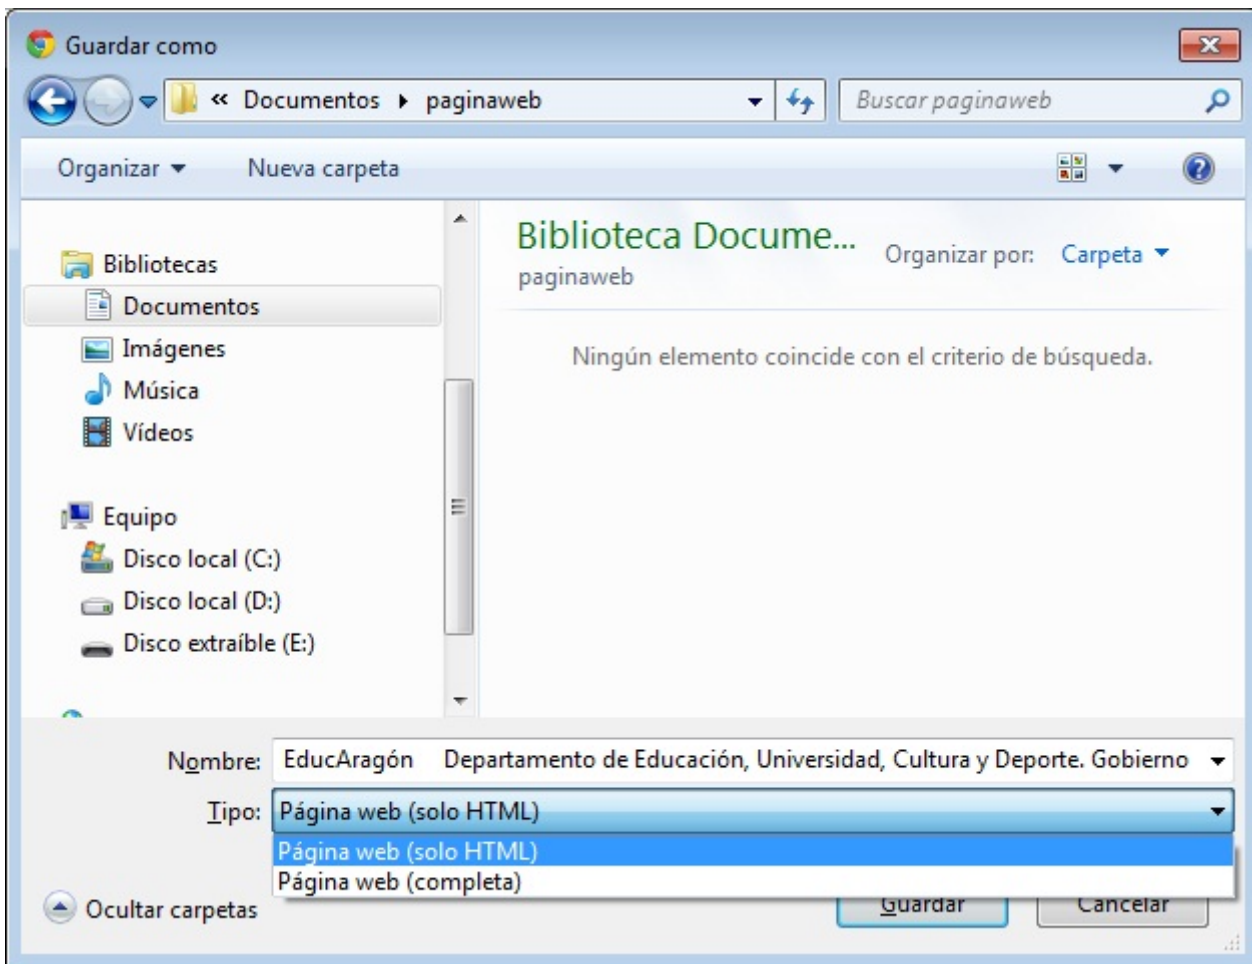 Guardar como
« Documentos paginaweb
Buscar paginaweb
Organizar
Nueva carpeta
Bibliotecas
Documentos
Imágenes
Música
Vídeos
Equipo
Disco local (C:)
Disco local (D:)
Disco extraíble (E:)
Biblioteca Docume...
paginaweb
Organizar por: Carpeta
Ningún elemento coincide con el criterio de búsqueda.
Nombre: EducAragón Departamento de Educación, Universidad, Cultura y Deporte. Gobierno
Tipo: Página web (solo HTML)
Página web (solo HTML)
Página web (completa)
Ocultar carpetas
Guardar
Cancelar